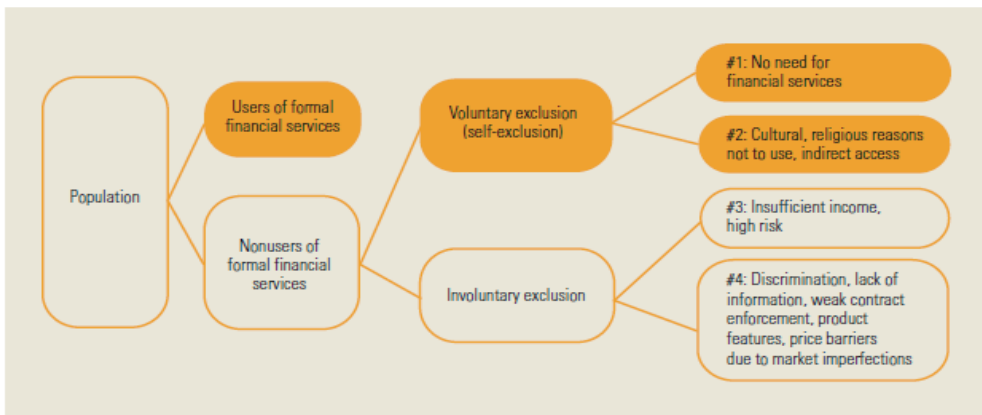 Population
Users of formal
financial services
Nonusers of
formal financial
services
Voluntary exclusion
(self-exclusion)
Involuntary exclusion
#1: No need for
financial services
#2: Cultural, religious reasons
not to use, indirect access
#3: Insufficient income,
high risk
#4: Discrimination, lack of
information, weak contract
enforcement, product
features, price barriers
due to market imperfections